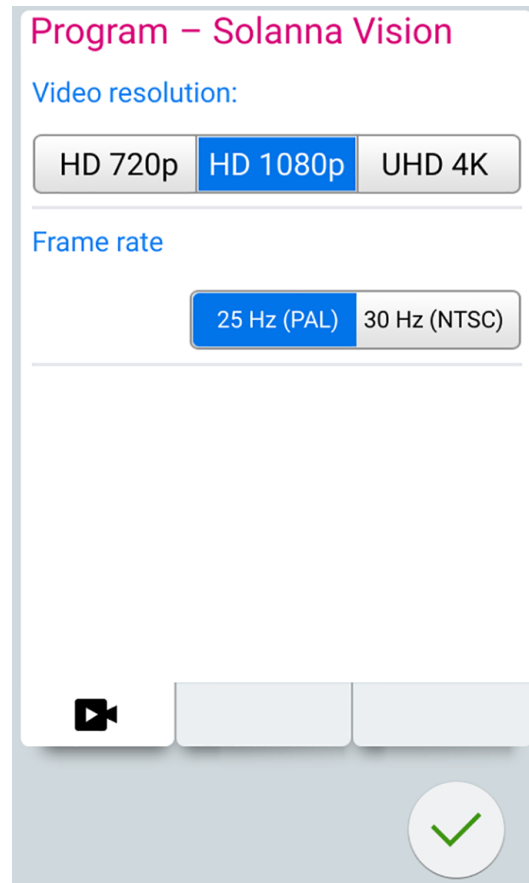 Program – Solanna Vision
Video resolution:
HD 720p HD 1080p UHD 4K
Frame rate
25 Hz (PAL) 30 Hz (NTSC)